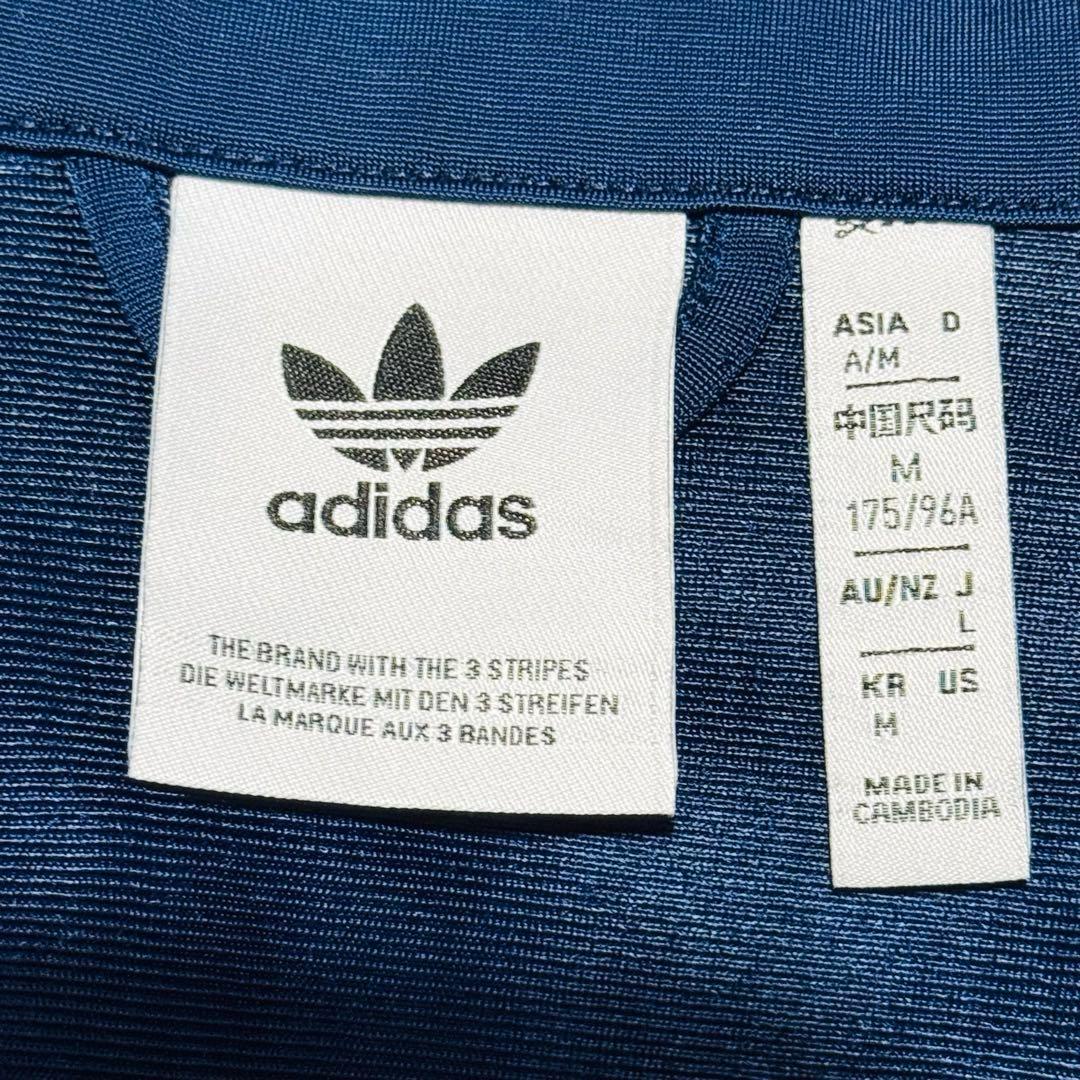 adidas
THE BRAND WITH THE 3 STRIPES
DIE WELTMARKE MIT DEN 3 STREIFEN
LA MARQUE AUX 3 BANDES
ASIA D
A/M
中国尺码
M
175/96A
AU/NZ J
L
KR US
M
MADE IN
CAMBODIA